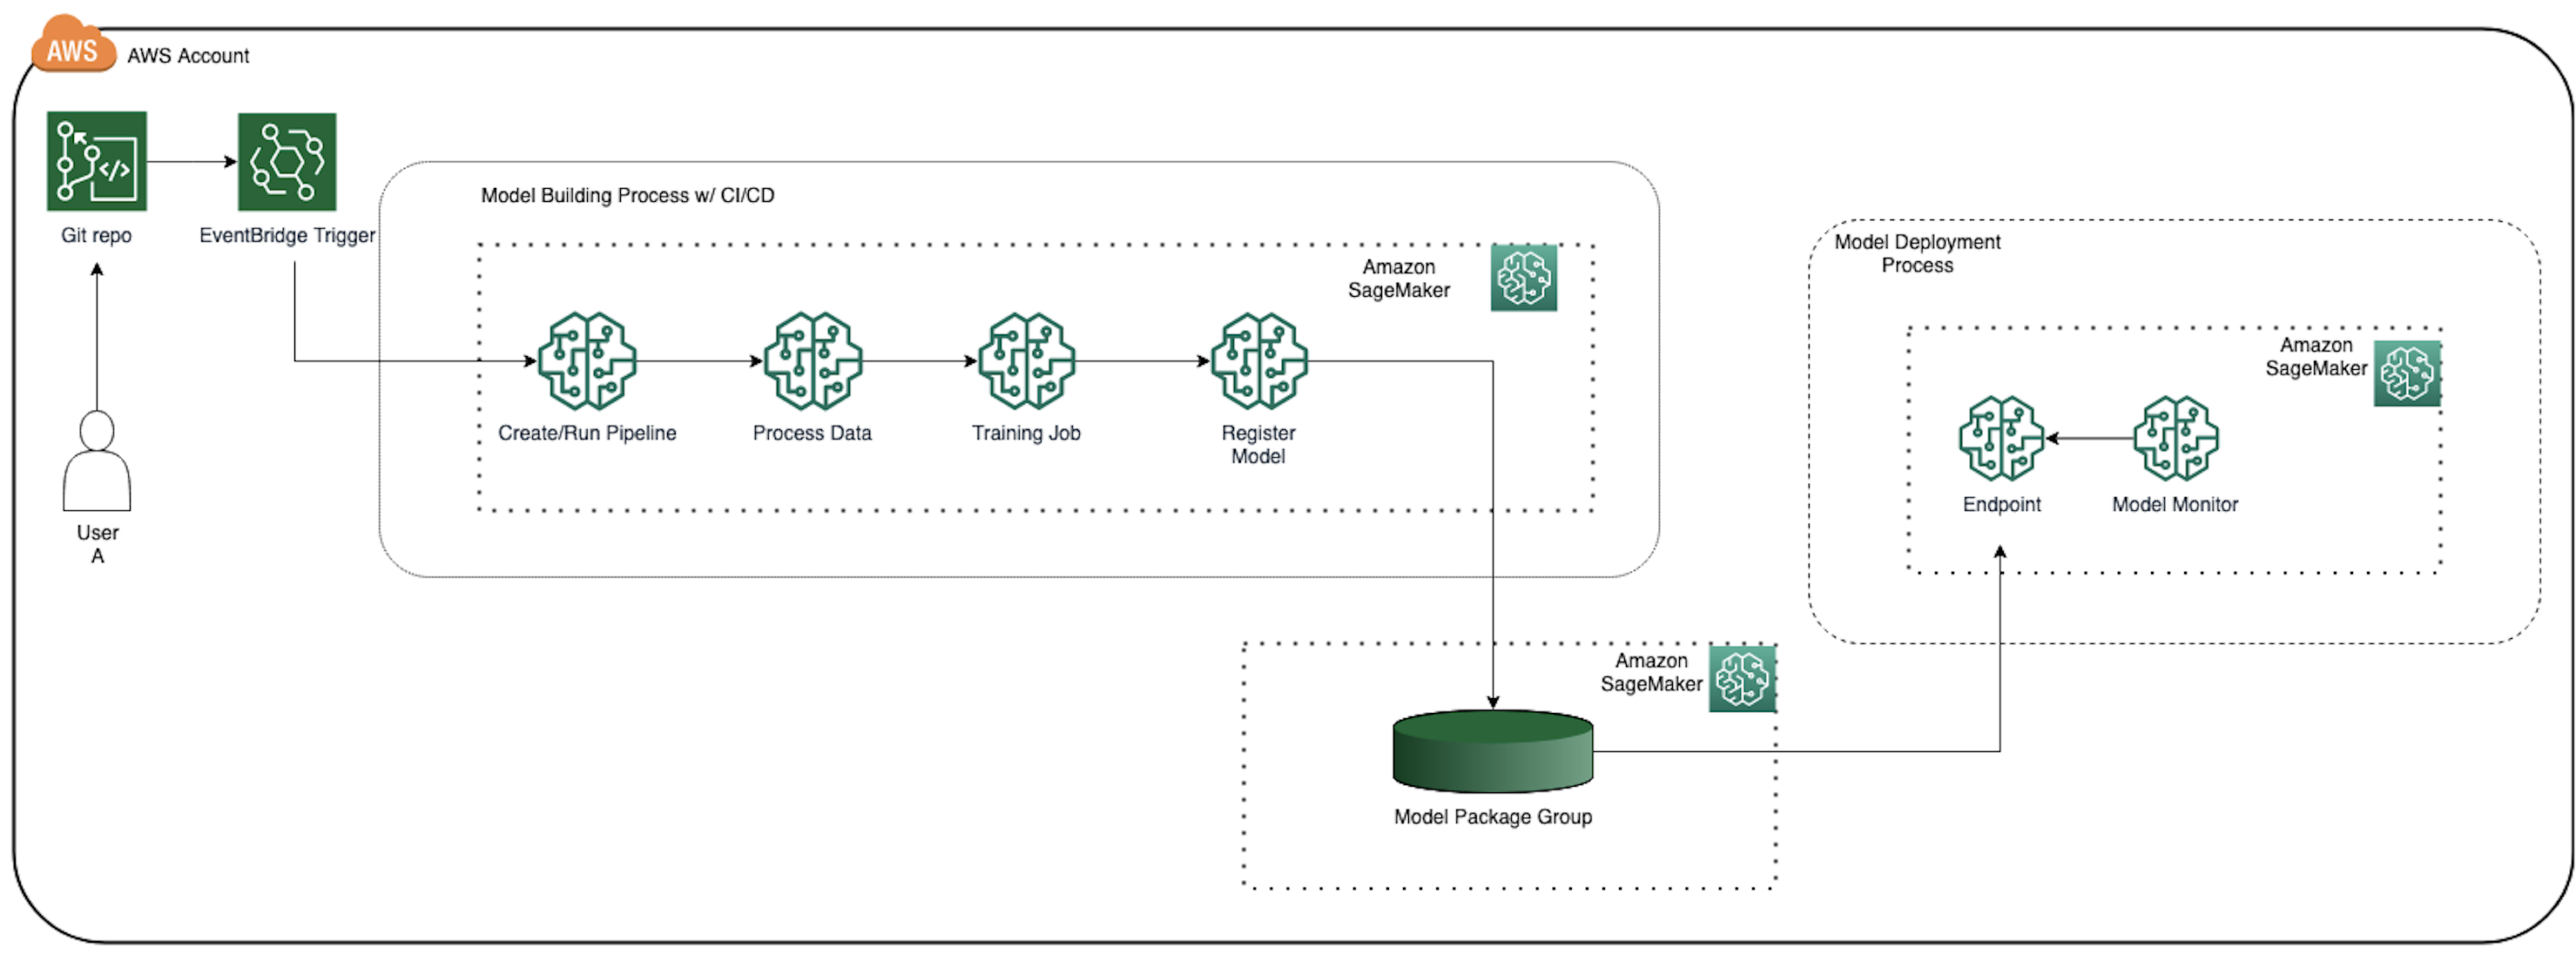 AWS
AWS Account
Git repo
EventBridge Trigger
User
A
Model Building Process w/ CI/CD
Amazon
SageMaker
Create/Run Pipeline
Process Data
Training Job
Register
Model
Amazon
SageMaker
Model Package Group
Model Deployment
Process
Amazon
SageMaker
Endpoint
Model Monitor